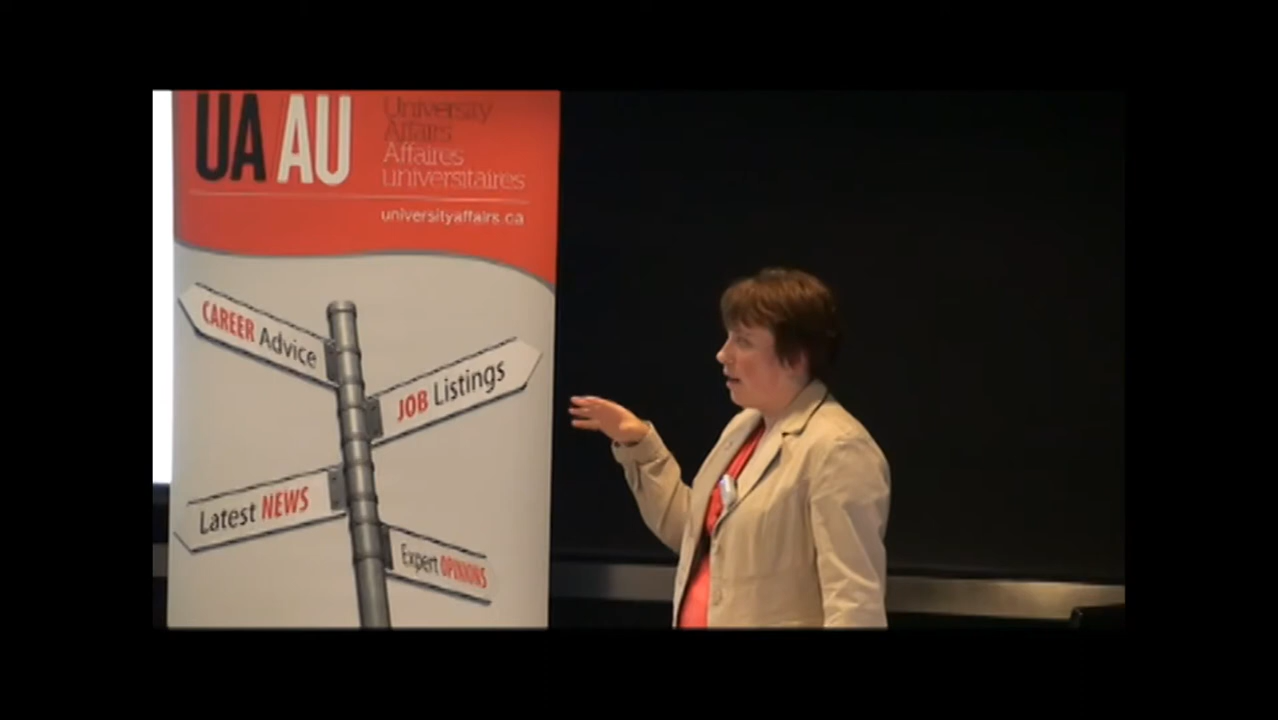 UA AU
University
Affairs
Affaires
universitaires
universityaffairs.ca
CAREER Advice
JOB Listings
Latest NEWS
Expert OPINIONS